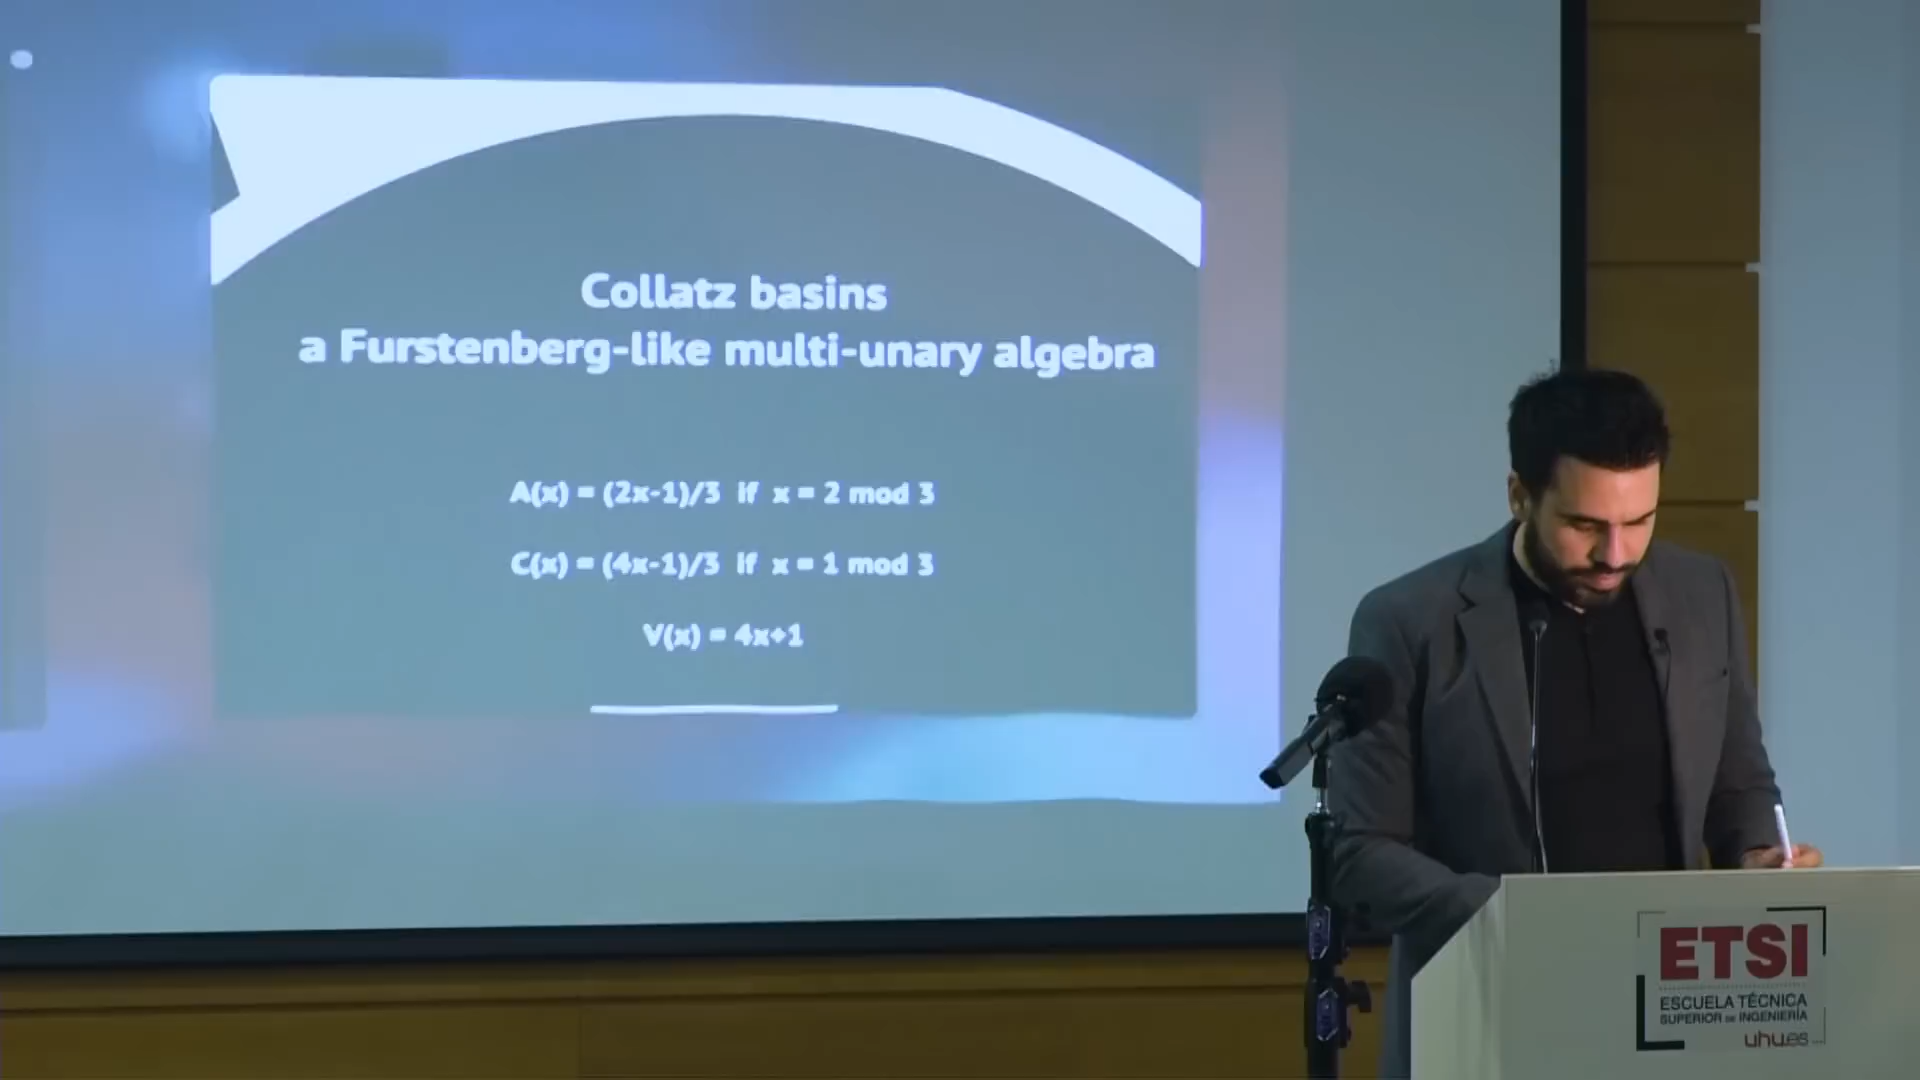 Collatz basins
a Furstenberg-like multi-unary algebra
A(x) = (2x-1)/3 if x = 2 mod 3
C(x) = (4x-1)/3 if x = 1 mod 3
V(x) = 4x+1
ETSI
ESCUELA TÉCNICA
SUPERIOR DE INGENIERÍA
uhu.es